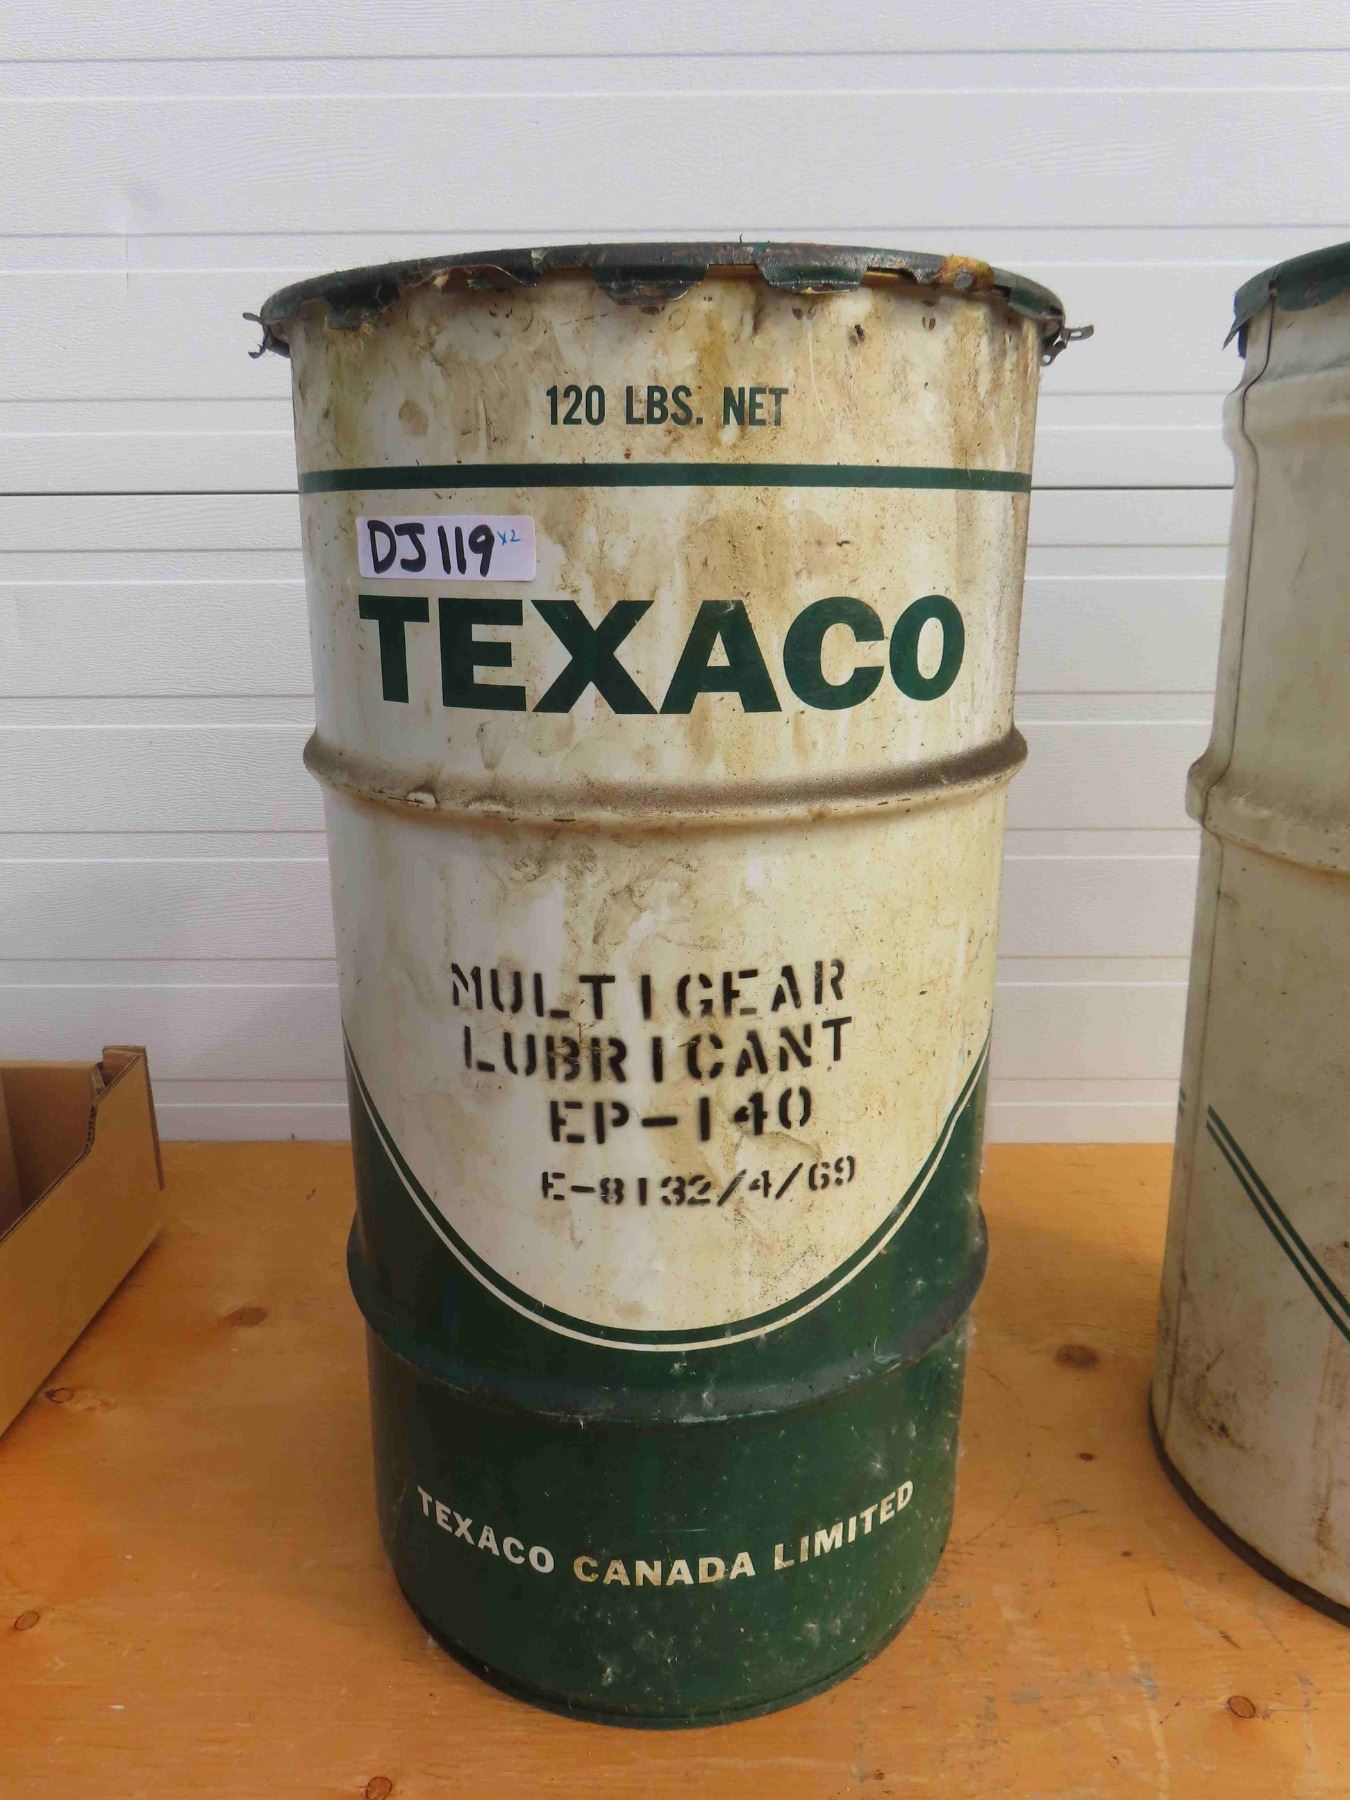 120 LBS. NET
DJ119 x2
TEXACO
MULTIGEAR
LUBRICANT
EP-140
E-8132/4/69
TEXACO CANADA LIMITED